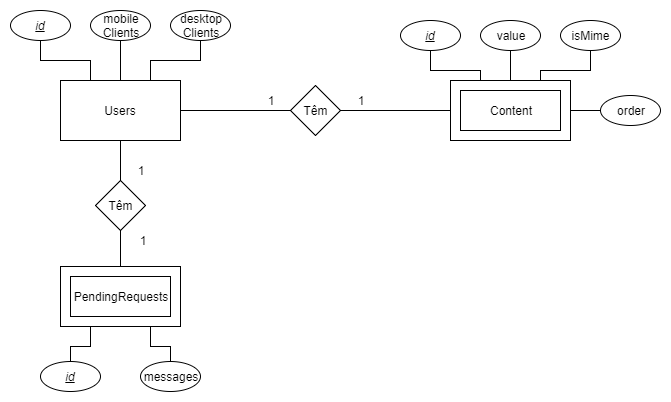 id
mobile
Clients
desktop
Clients
id
value
isMime
Users
1
Têm
1
Content
order
1
Têm
1
PendingRequests
id
messages